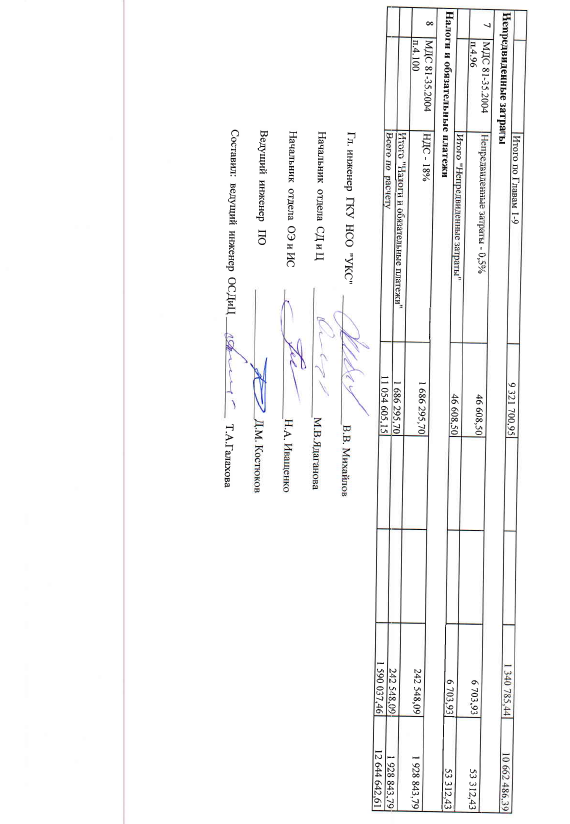 Итого по Главам 1-9 9 321 700,95 1 340 785,44 10 662 486,39
Непредвиденные затраты
7 МДС 81-35.2004 п.4.96 Непредвиденные затраты - 0,5% 46 608,50 6 703,93 53 312,43
Итого "Непредвиденные затраты" 46 608,50 6 703,93 53 312,43
Налоги и обязательные платежи
8 МДС 81-35.2004 п.4.100 НДС - 18% 1 686 295,70 242 548,09 1 928 843,79
Итого "Налоги и обязательные платежи" 1 686 295,70 242 548,09 1 928 843,79
Всего по расчету 11 054 605,15 1 590 037,46 12 644 642,61
Гл. инженер ГКУ НСО "УКС" В.В. Михайлов
Начальник отдела СД и Ц М.В.Ядаганова
Начальник отдела ОЭ и ИС Н.А. Иващенко
Ведущий инженер ПО Д.М. Костюков
Составил: ведущий инженер ОСДиЦ Т.А.Галахова